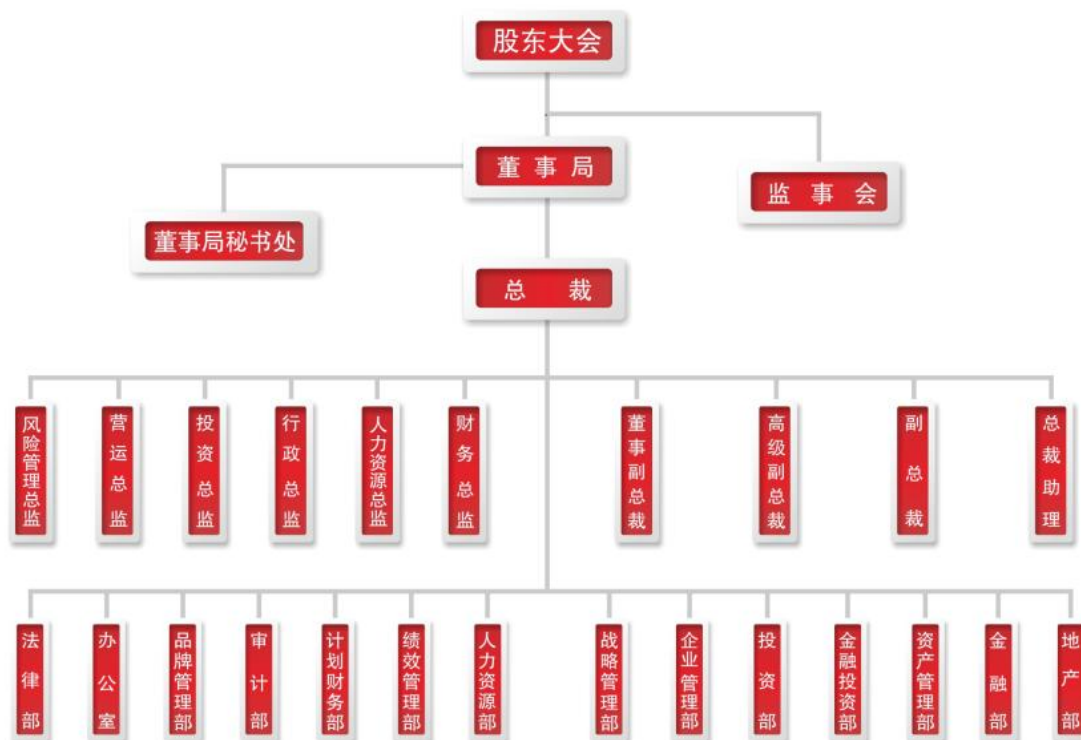 股东大会
董事局
监事会
董事局秘书处
总裁
风险管理总监
营运总监
投资总监
行政总监
人力资源总监
财务总监
董事副总裁
高级副总裁
副总裁
总裁助理
法律部
办公室
品牌管理部
审计部
计划财务部
绩效管理部
人力资源部
战略管理部
企业管理部
投资部
金融投资部
资产管理部
金融部
地产部